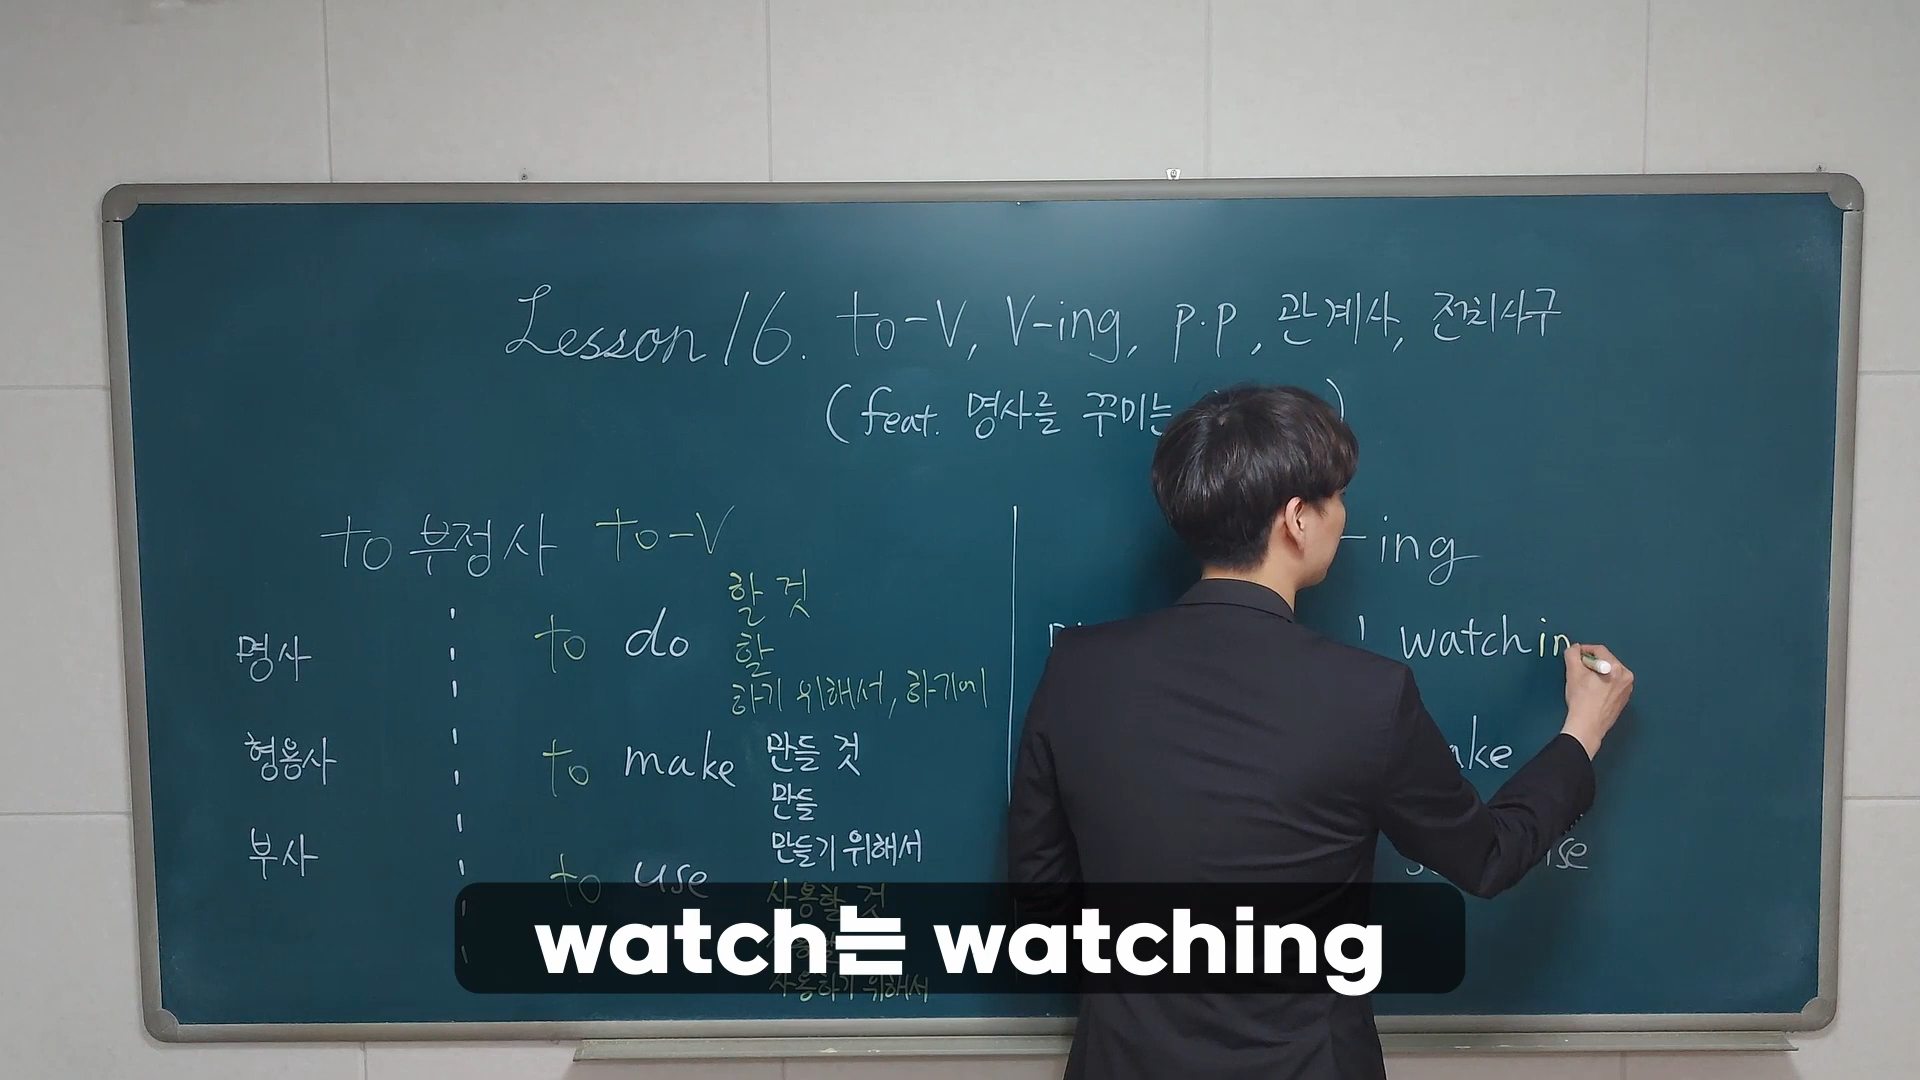 Lesson 16. to-V, V-ing, p.p, 관계사, 전치사구
(feat. 명사를 꾸미는 )
to 부정사 to-V
명사
형용사
부사
to do
할 것
할
하기 위해서, 하기에
to make
만들 것
만들
만들기 위해서
to use
사용할 것
사용하기 위해서
-ing
watchin
watch는 watching